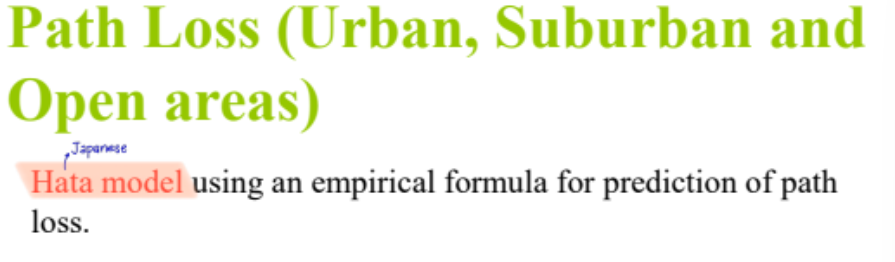 Path Loss (Urban, Suburban and
Open areas)
Japanese
Hata model using an empirical formula for prediction of path
loss.